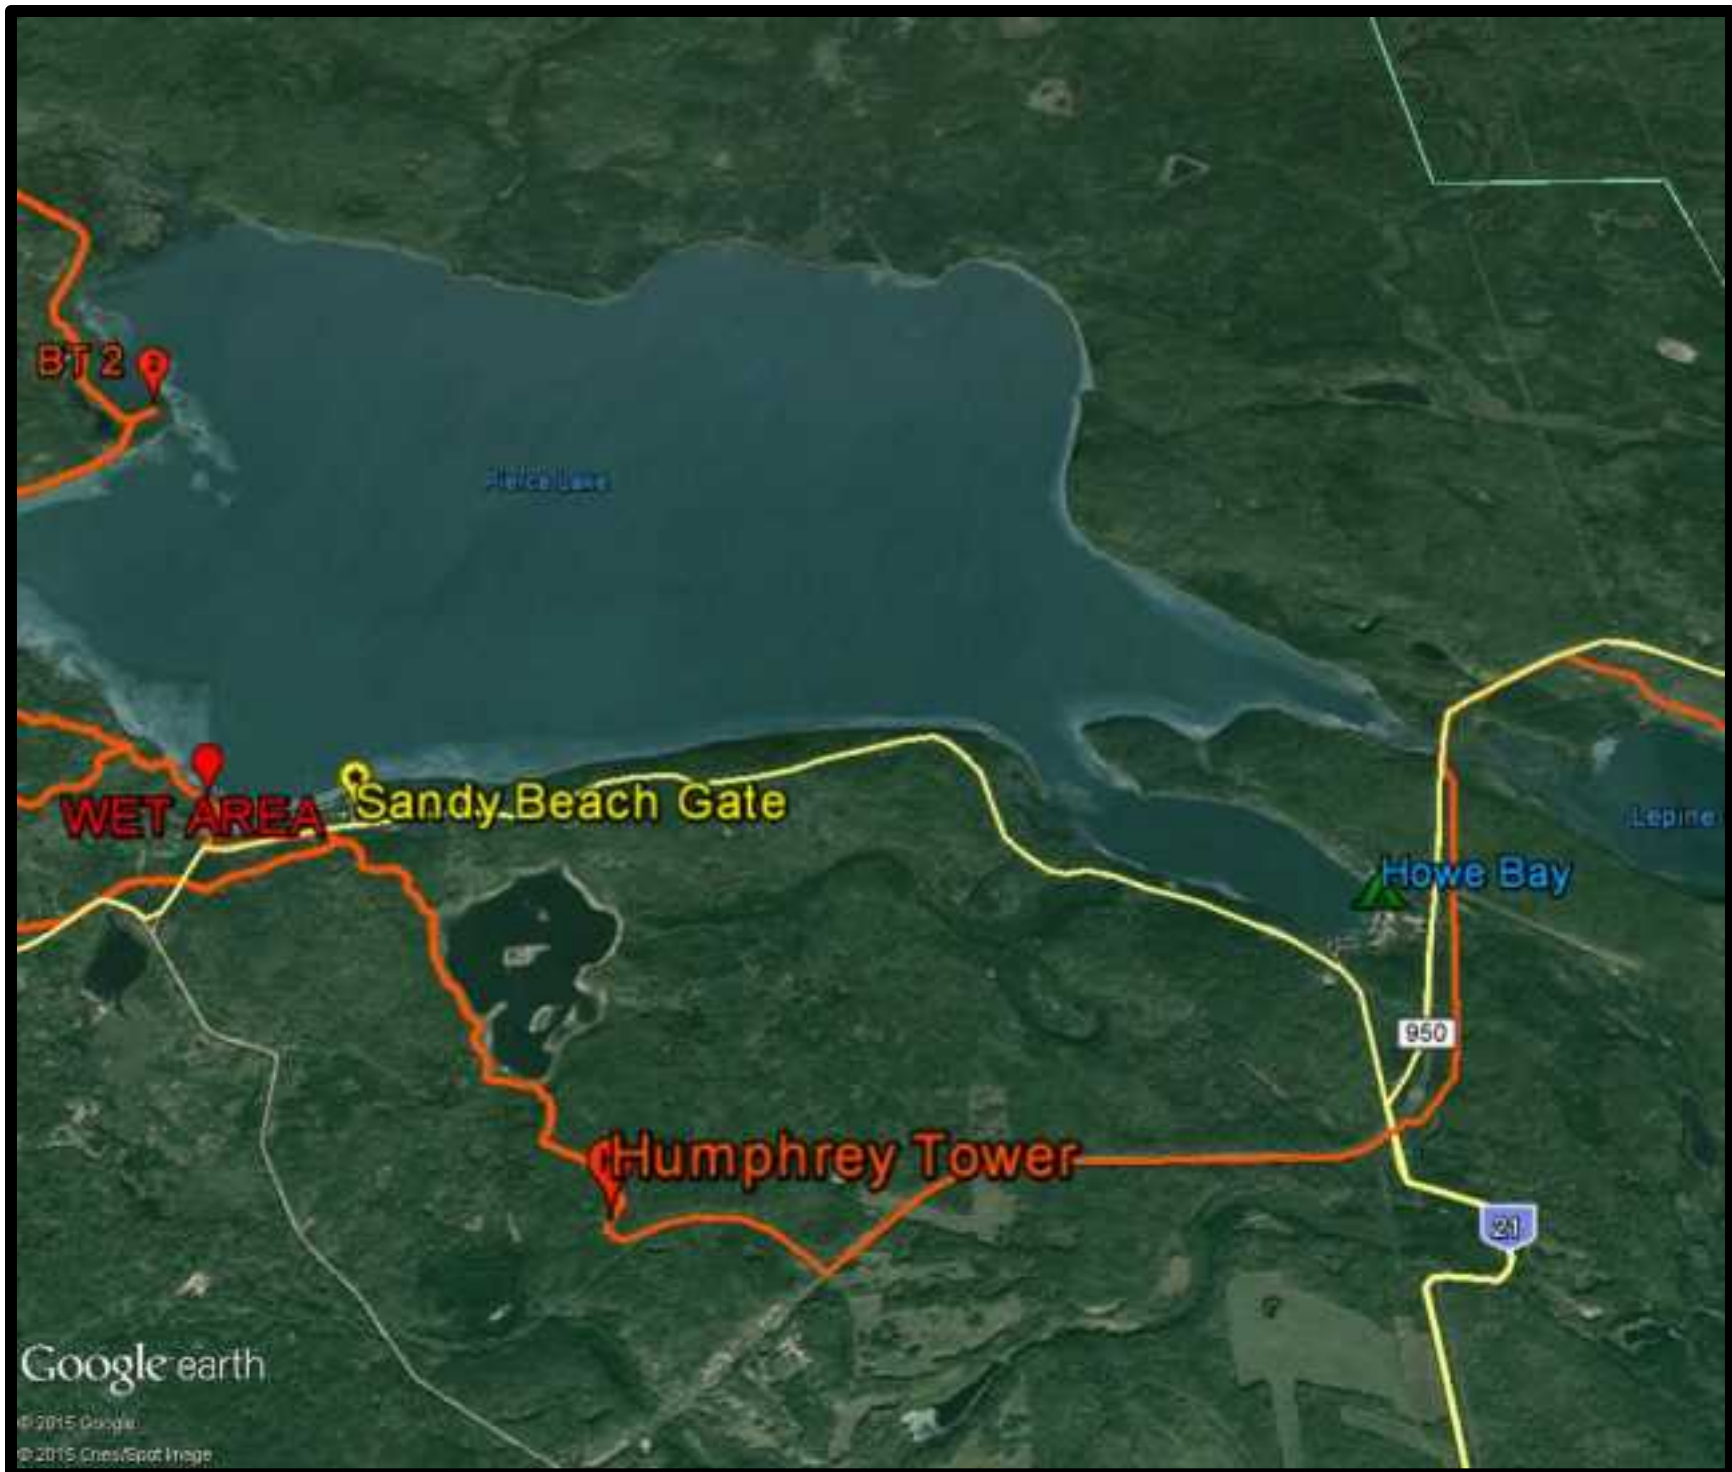 BT 2
2
Pierce Lake
Sandy Beach Gate
WET AREA
Lepine
Howe Bay
950
Humphrey Tower
21
Google earth
© 2015 Google
© 2015 Cnes/Spot Image